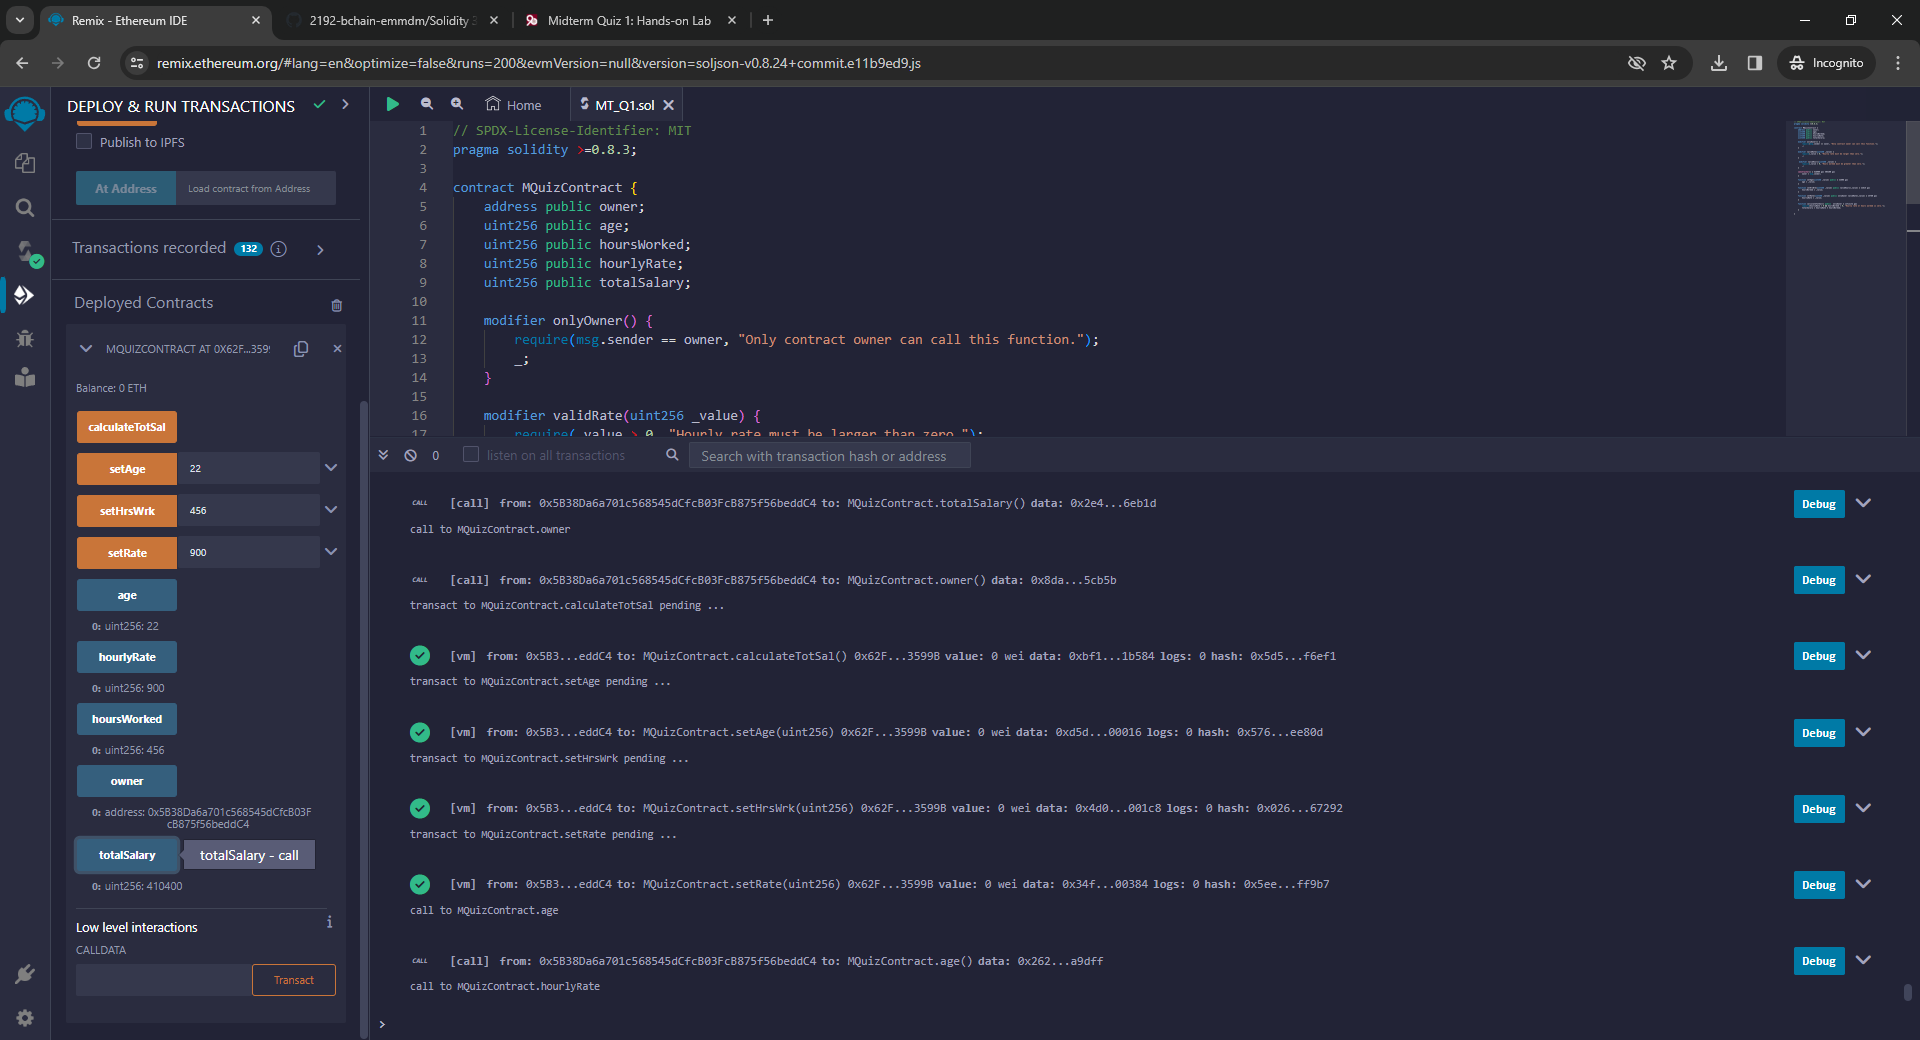 Remix - Ethereum IDE
2192-bchain-emmdm/Solidity
Midterm Quiz 1: Hands-on Lab
remix.ethereum.org/#lang=en&optimize=false&runs=200&evmVersion=null&version=soljson-v0.8.24+commit.e11b9ed9.js
Incognito
DEPLOY & RUN TRANSACTIONS
Publish to IPFS
At Address
Load contract from Address
Transactions recorded 132
Deployed Contracts
MQUIZCONTRACT AT 0X62F...359
Balance: 0 ETH
calculateTotSal
setAge
22
setHrsWrk
456
setRate
900
age
0: uint256: 22
hourlyRate
0: uint256: 900
hoursWorked
0: uint256: 456
owner
0: address: 0x5B38Da6a701c568545dCfcB03F
cB875f56beddC4
totalSalary
totalSalary - call
0: uint256: 410400
Low level interactions
CALLDATA
Transact
Home
MT_Q1.sol
1 // SPDX-License-Identifier: MIT
2 pragma solidity >=0.8.3;
3
4 contract MQuizContract {
5 address public owner;
6 uint256 public age;
7 uint256 public hoursWorked;
8 uint256 public hourlyRate;
9 uint256 public totalSalary;
10
11 modifier onlyOwner() {
12 require(msg.sender == owner, "Only contract owner can call this function.");
13 _;
14 }
15
16 modifier validRate(uint256 _value) {
17 require(_value > 0, "Hourly rate must be larger than zero.");
0
listen on all transactions
Search with transaction hash or address
CALL [call] from: 0x5B38Da6a701c568545dCfcB03FcB875f56beddC4 to: MQuizContract.totalSalary() data: 0x2e4...6eb1d
Debug
call to MQuizContract.owner
CALL [call] from: 0x5B38Da6a701c568545dCfcB03FcB875f56beddC4 to: MQuizContract.owner() data: 0x8da...5cb5b
Debug
transact to MQuizContract.calculateTotSal pending ...
[vm] from: 0x5B3...eddC4 to: MQuizContract.calculateTotSal() 0x62F...3599B value: 0 wei data: 0xbf1...1b584 logs: 0 hash: 0x5d5...f6ef1
Debug
transact to MQuizContract.setAge pending ...
[vm] from: 0x5B3...eddC4 to: MQuizContract.setAge(uint256) 0x62F...3599B value: 0 wei data: 0xd5d...00016 logs: 0 hash: 0x576...ee80d
Debug
transact to MQuizContract.setHrsWrk pending ...
[vm] from: 0x5B3...eddC4 to: MQuizContract.setHrsWrk(uint256) 0x62F...3599B value: 0 wei data: 0x4d0...001c8 logs: 0 hash: 0x026...67292
Debug
transact to MQuizContract.setRate pending ...
[vm] from: 0x5B3...eddC4 to: MQuizContract.setRate(uint256) 0x62F...3599B value: 0 wei data: 0x34f...00384 logs: 0 hash: 0x5ee...ff9b7
Debug
call to MQuizContract.age
CALL [call] from: 0x5B38Da6a701c568545dCfcB03FcB875f56beddC4 to: MQuizContract.age() data: 0x262...a9dff
Debug
call to MQuizContract.hourlyRate
>